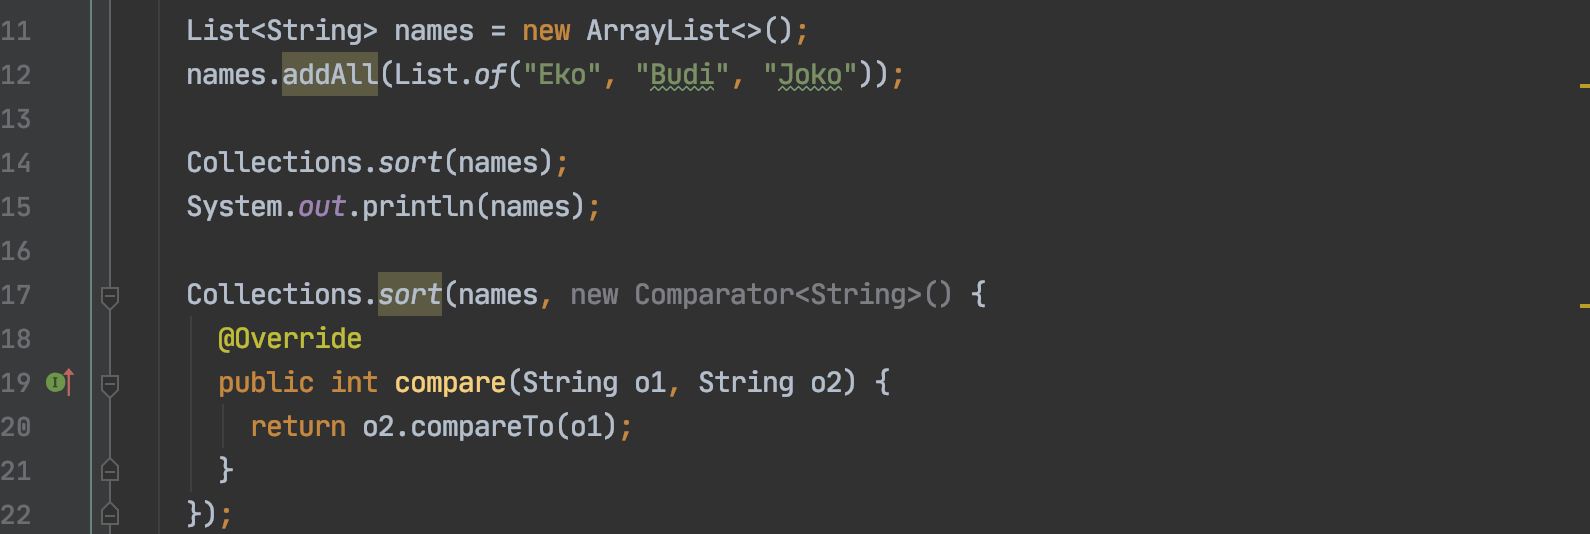 11 List<String> names = new ArrayList<>();
12 names.addAll(List.of("Eko", "Budi", "Joko"));
13
14 Collections.sort(names);
15 System.out.println(names);
16
17 Collections.sort(names, new Comparator<String>() {
18 @Override
19 public int compare(String o1, String o2) {
20 return o2.compareTo(o1);
21 }
22 });